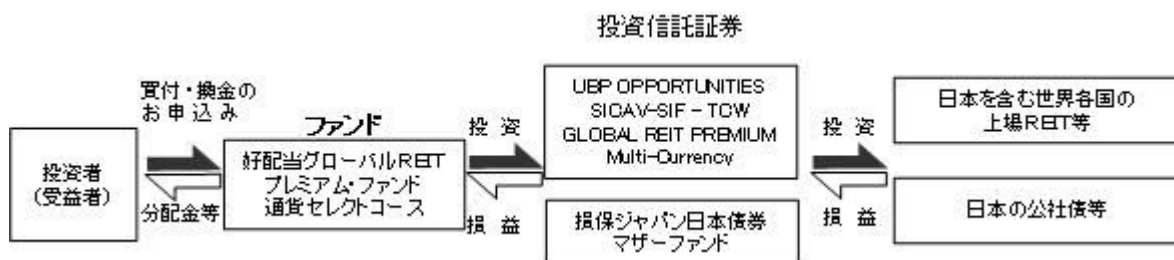 投資信託証券
買付・換金の
お申込み
投資者
(受益者)
分配金等
ファンド
好配当グローバルREIT
プレミアム・ファンド
通貨セレクトコース
投 資
損 益
UBP OPPORTUNITIES
SICAV-SIF - TCW
GLOBAL REIT PREMIUM
Multi-Currency
損保ジャパン日本債券
マザーファンド
投 資
損 益
日本を含む世界各国の
上場REIT等
日本の公社債等